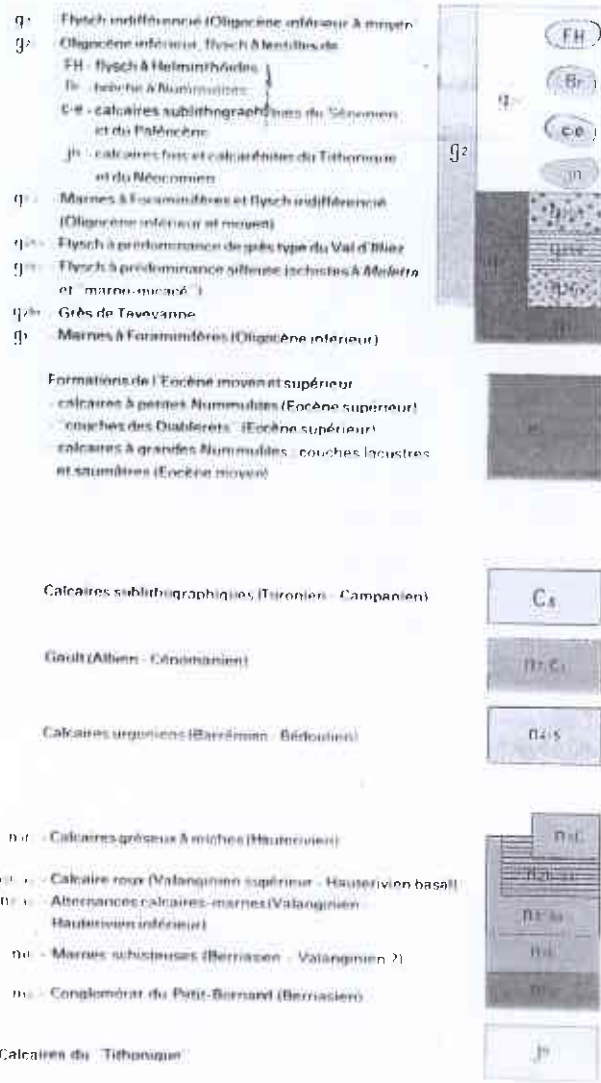 Flysch indifférencié (Oligocène inférieur à moyen
g2 Oligocène inférieur, flysch à lentilles de
FH - flysch à Helminthoïdes
Br - brèche à Nummulites
c-e - calcaires sublithographiques du Sénonien
et du Paléocène
jn - calcaires fins et calcarénites du Tithonique
et du Néocomien
Marnes à Foraminifères et flysch indifférencié
(Oligocène inférieur et moyen)
Flysch à prédominance de grès type du Val d'Illiez
Flysch à prédominance silteuse (schistes à Meletta
et "marno-micacé")
Grès de Taveyanne
Marnes à Foraminifères (Oligocène inférieur)
FH
Br
c-e
jn
g2
Formations de l'Eocène moyen et supérieur
- calcaires à petites Nummulites (Eocène supérieur)
- "couches des Diablerets" (Eocène supérieur)
- calcaires à grandes Nummulites, couches lacustres
et saumâtres (Eocène moyen)
Calcaires sublithographiques (Turonien - Campanien)
Gault (Albien - Cénomanien)
Calcaires urgoniens (Barrémien - Bédoulien)
n4-5
- Calcaires gréseux à miches (Hauterivien)
- Calcaire roux (Valanginien supérieur - Hauterivien basal)
- Alternances calcaires-marnes (Valanginien -
Hauterivien inférieur)
- Marnes schisteuses (Berriasien - Valanginien ?)
- Conglomérat du Petit-Bornand (Berriasien)
Calcaires du "Tithonique"